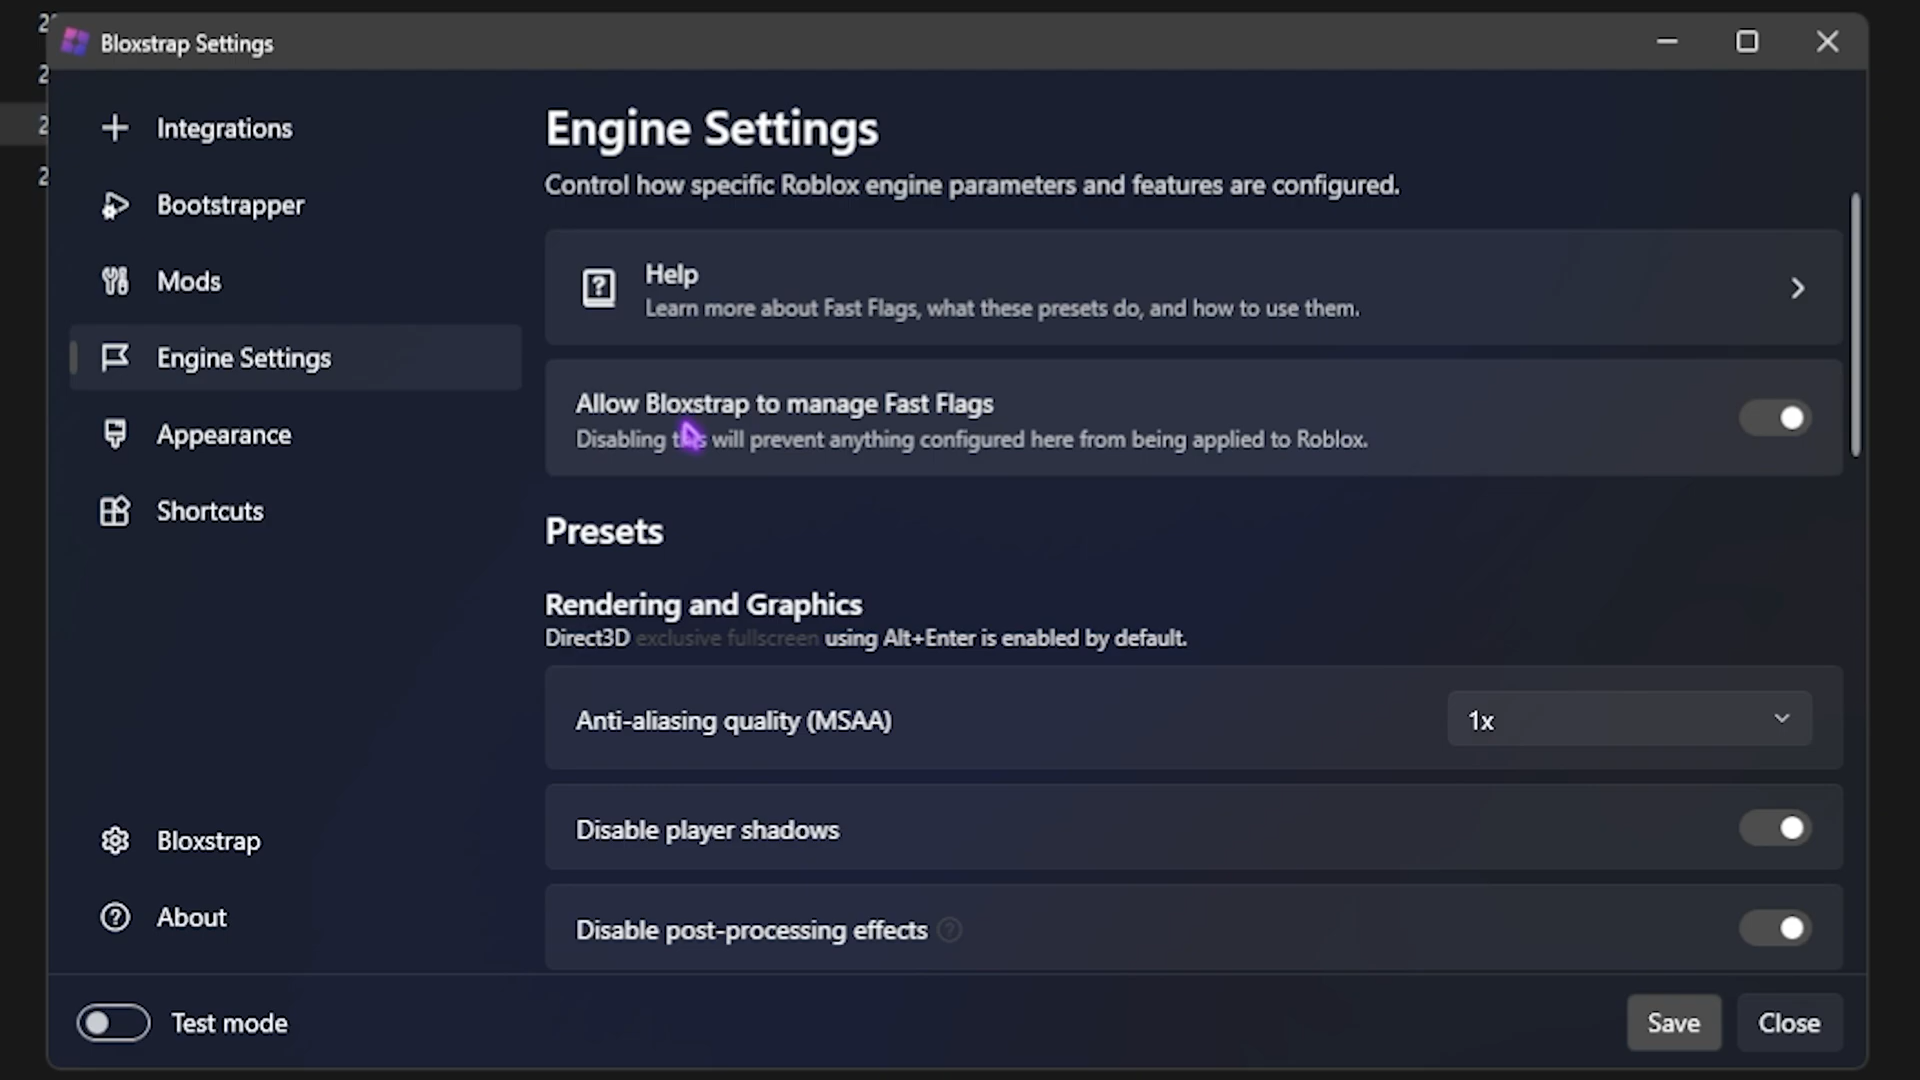 Bloxstrap Settings
Integrations
Bootstrapper
Mods
Engine Settings
Appearance
Shortcuts
Bloxstrap
About
Test mode
Engine Settings
Control how specific Roblox engine parameters and features are configured.
Help
Learn more about Fast Flags, what these presets do, and how to use them.
Allow Bloxstrap to manage Fast Flags
Disabling this will prevent anything configured here from being applied to Roblox.
Presets
Rendering and Graphics
Direct3D exclusive fullscreen using Alt+Enter is enabled by default.
Anti-aliasing quality (MSAA)
1x
Disable player shadows
Disable post-processing effects
Save
Close